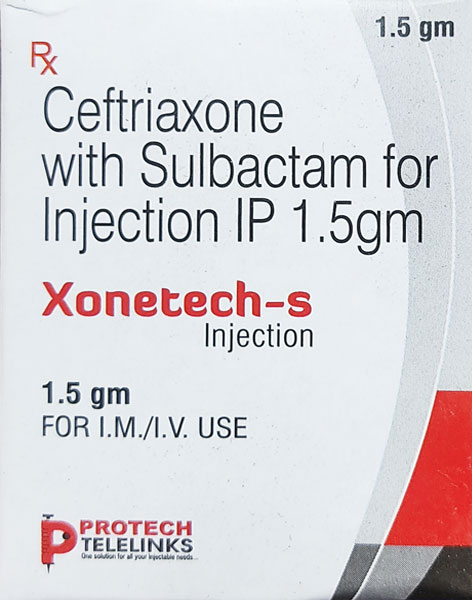 1.5 gm
Rx
Ceftriaxone
with Sulbactam for
Injection IP 1.5gm
Xonetech-s
Injection
1.5 gm
FOR I.M./I.V. USE
PROTECH
TELELINKS
One solution for all your injectable needs...